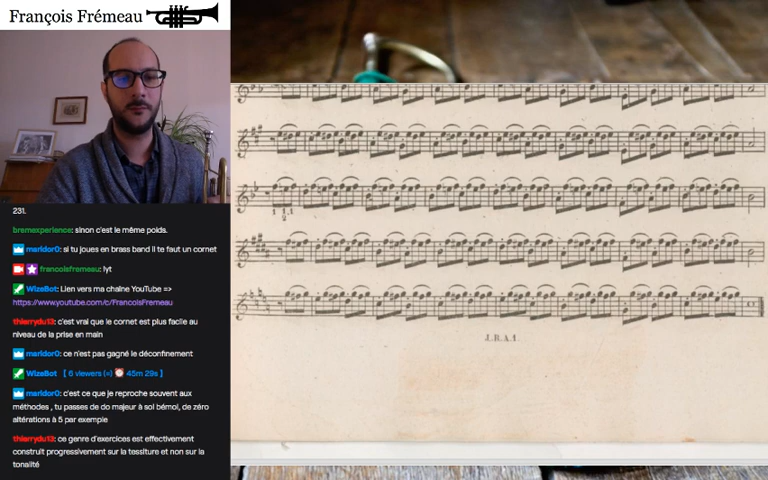 François Frémeau
231.
bremexperience: sinon c'est le même poids.
maridor0: si tu joues en brass band il te faut un cornet
francoisfremeau: !yt
WizeBot: Lien vers ma chaîne YouTube =>
https://www.youtube.com/c/FrancoisFremeau
thierrydu13: c'est vrai que le cornet est plus facile au
niveau de la prise en main
maridor0: ce n'est pas gagné le déconfinement
WizeBot [ 6 viewers (=) 45m 29s ]
maridor0: c'est ce que je reproche souvent aux
méthodes , tu passes de do majeur à sol bémol, de zéro
altérations à 5 par exemple
thierrydu13: ce genre d'exercices est effectivement
construit progressivement sur la tessiture et non sur la
tonalité
J.B.A.1.